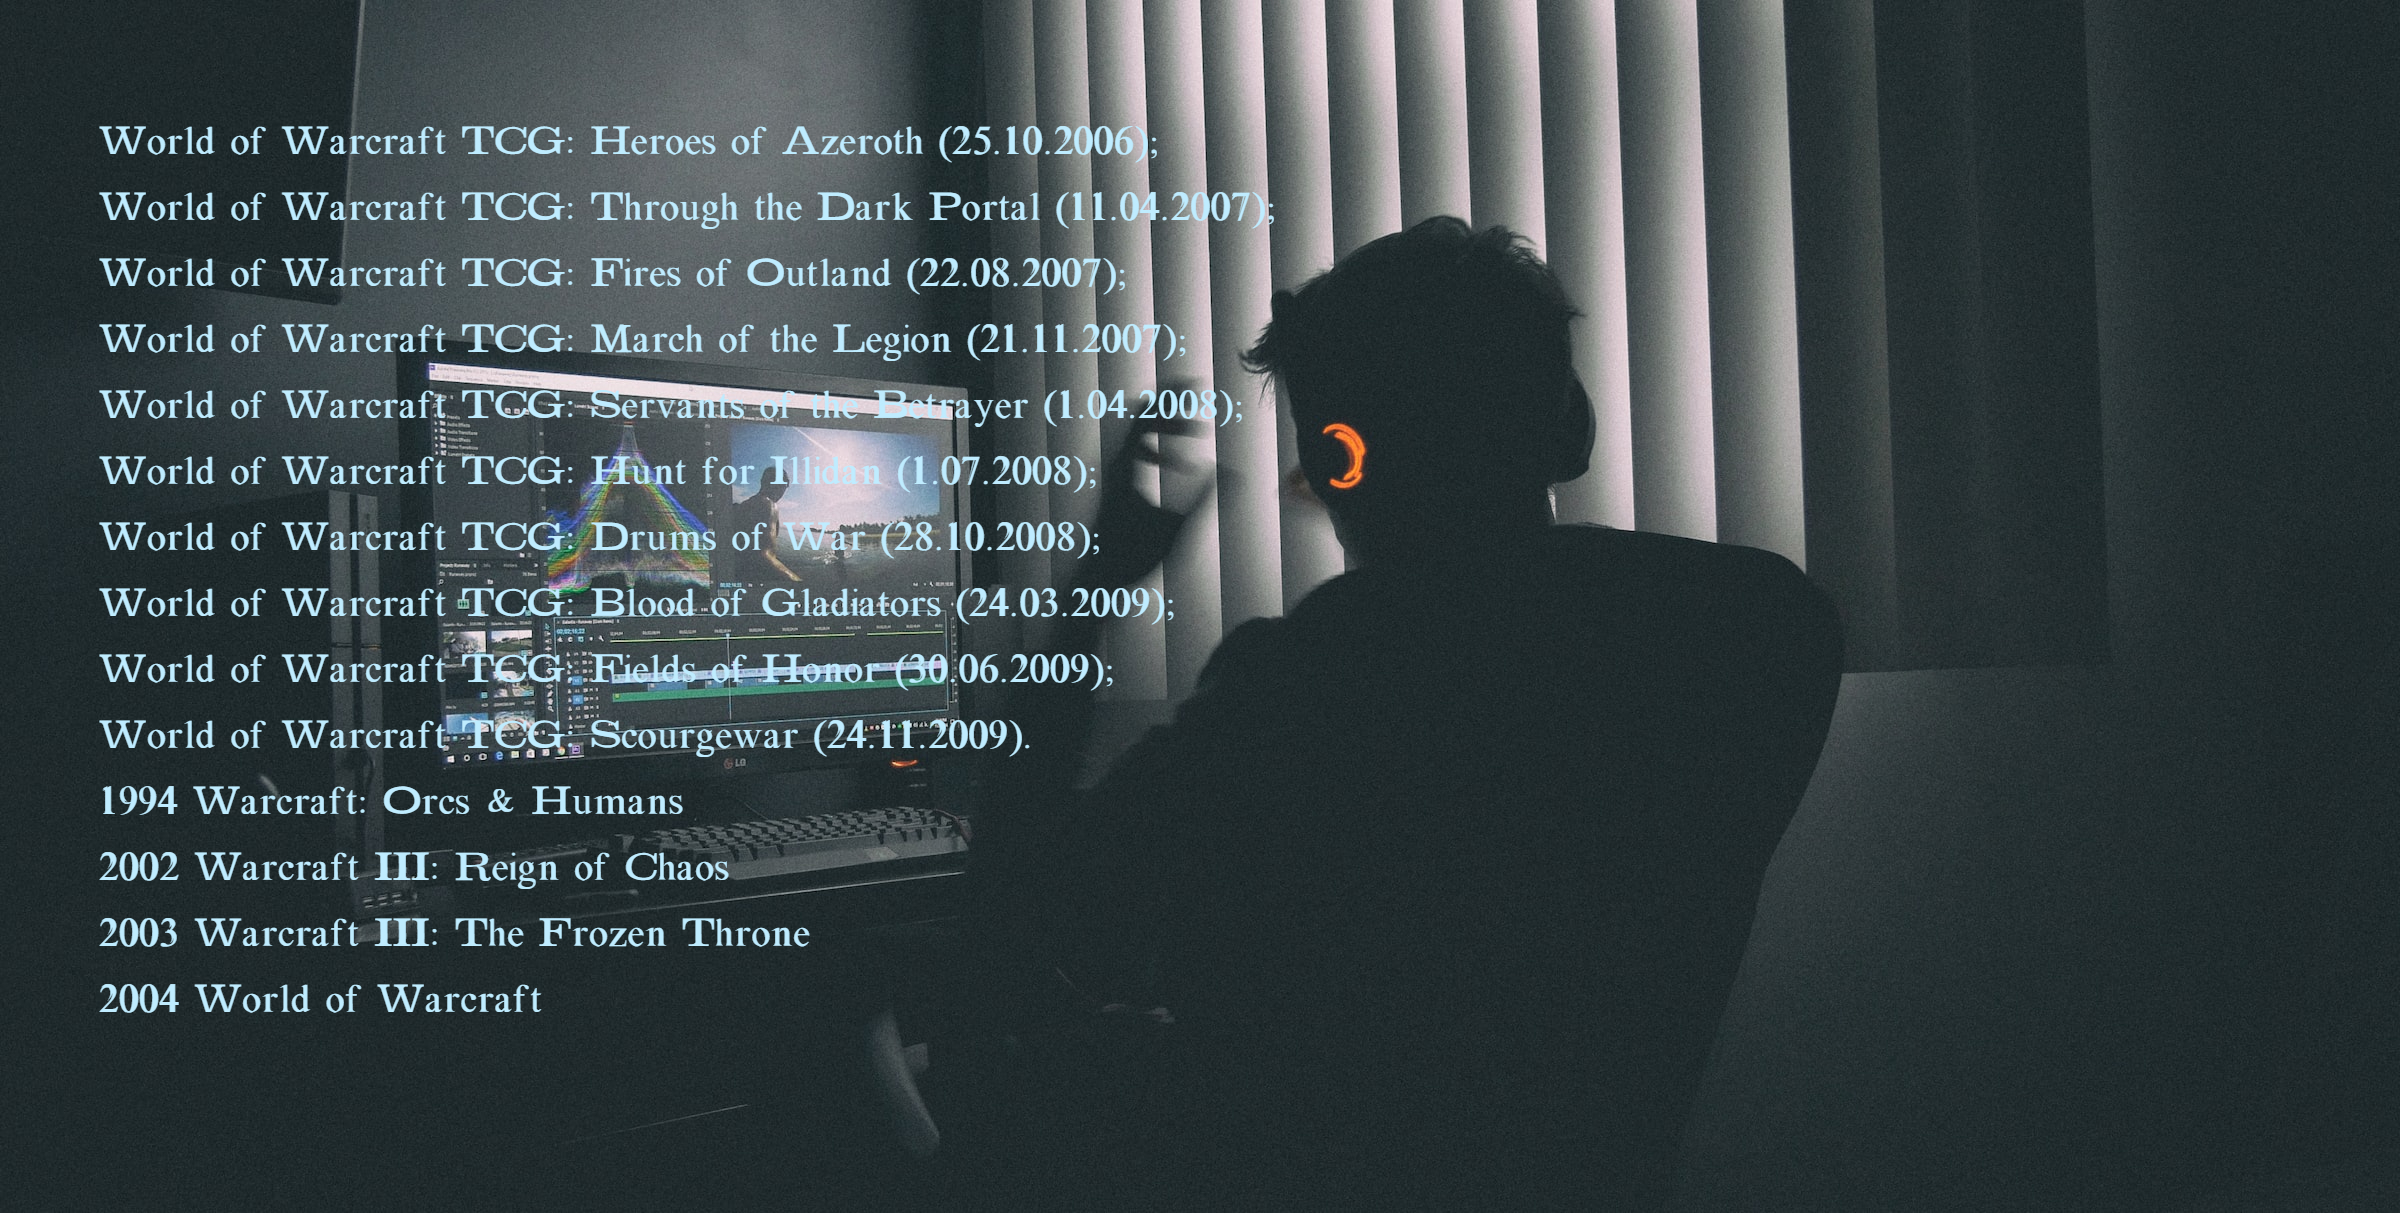 World of Warcraft TCG: Heroes of Azeroth (25.10.2006);
World of Warcraft TCG: Through the Dark Portal (11.04.2007);
World of Warcraft TCG: Fires of Outland (22.08.2007);
World of Warcraft TCG: March of the Legion (21.11.2007);
World of Warcraft TCG: Servants of the Betrayer (1.04.2008);
World of Warcraft TCG: Hunt for Illidan (1.07.2008);
World of Warcraft TCG: Drums of War (28.10.2008);
World of Warcraft TCG: Blood of Gladiators (24.03.2009);
World of Warcraft TCG: Fields of Honor (30.06.2009);
World of Warcraft TCG: Scourgewar (24.11.2009).
1994 Warcraft: Orcs & Humans
2002 Warcraft III: Reign of Chaos
2003 Warcraft III: The Frozen Throne
2004 World of Warcraft
LG